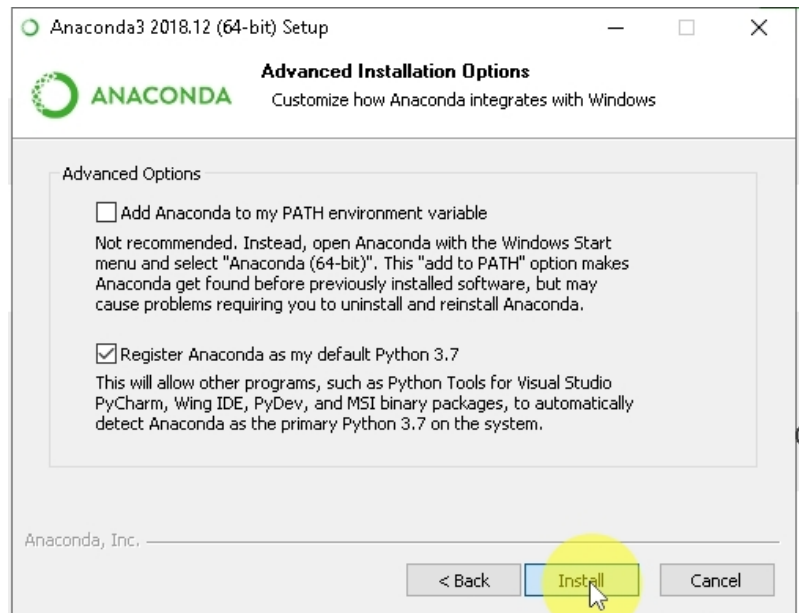 Anaconda3 2018.12 (64-bit) Setup
ANACONDA
Advanced Installation Options
Customize how Anaconda integrates with Windows
Advanced Options
Add Anaconda to my PATH environment variable
Not recommended. Instead, open Anaconda with the Windows Start
menu and select "Anaconda (64-bit)". This "add to PATH" option makes
Anaconda get found before previously installed software, but may
cause problems requiring you to uninstall and reinstall Anaconda.
Register Anaconda as my default Python 3.7
This will allow other programs, such as Python Tools for Visual Studio
PyCharm, Wing IDE, PyDev, and MSI binary packages, to automatically
detect Anaconda as the primary Python 3.7 on the system.
Anaconda, Inc.
< Back
Install
Cancel